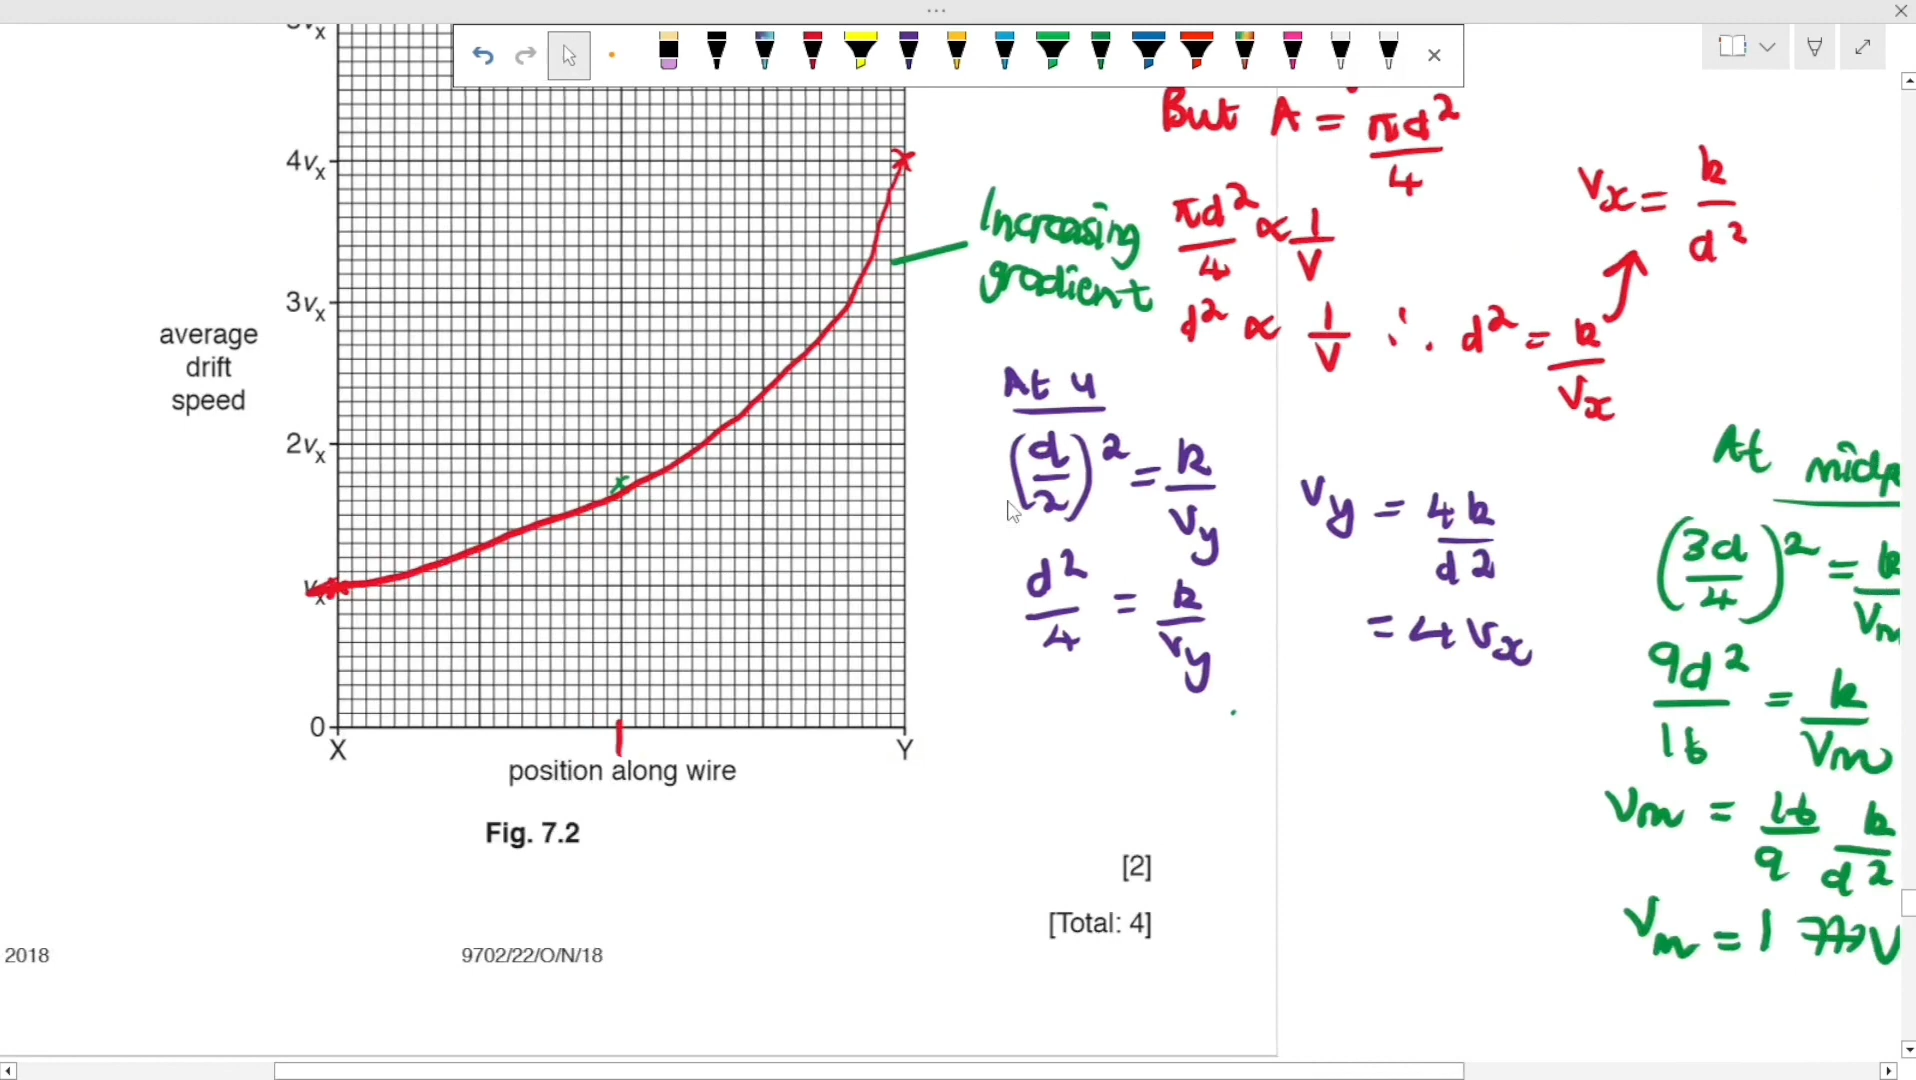 4vx
3vx
average
drift
speed
2vx
vx
0
X
Y
position along wire
Fig. 7.2
[2]
[Total: 4]
2018
9702/22/O/N/18
Increasing
gradient
But A = πd²/4
πd²/4 ∝ 1/V
d² ∝ 1/V ∴ d² = k/Vx
Vx = k/d²
At y
(d/2)² = k/Vy
d²/4 = k/Vy
Vy = 4k/d²
= 4Vx
At midp
(3d/4)² = k/Vm
9d²/16 = k/Vm
Vm = 16/9 k/d²
Vm = 1